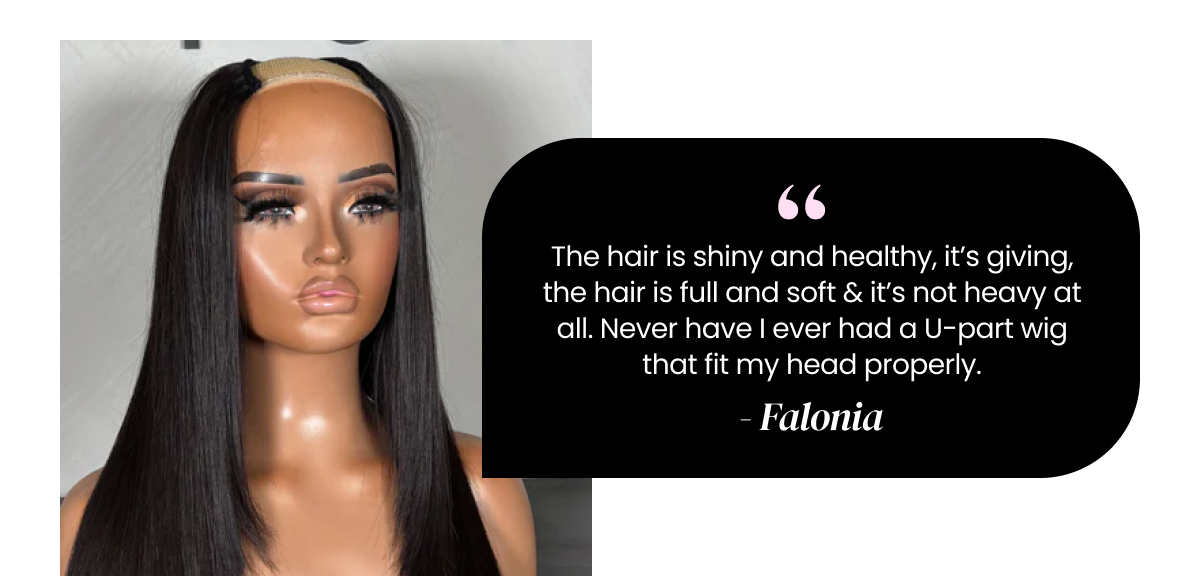 “
The hair is shiny and healthy, it’s giving,
the hair is full and soft & it’s not heavy at
all. Never have I ever had a U-part wig
that fit my head properly.
- Falonia